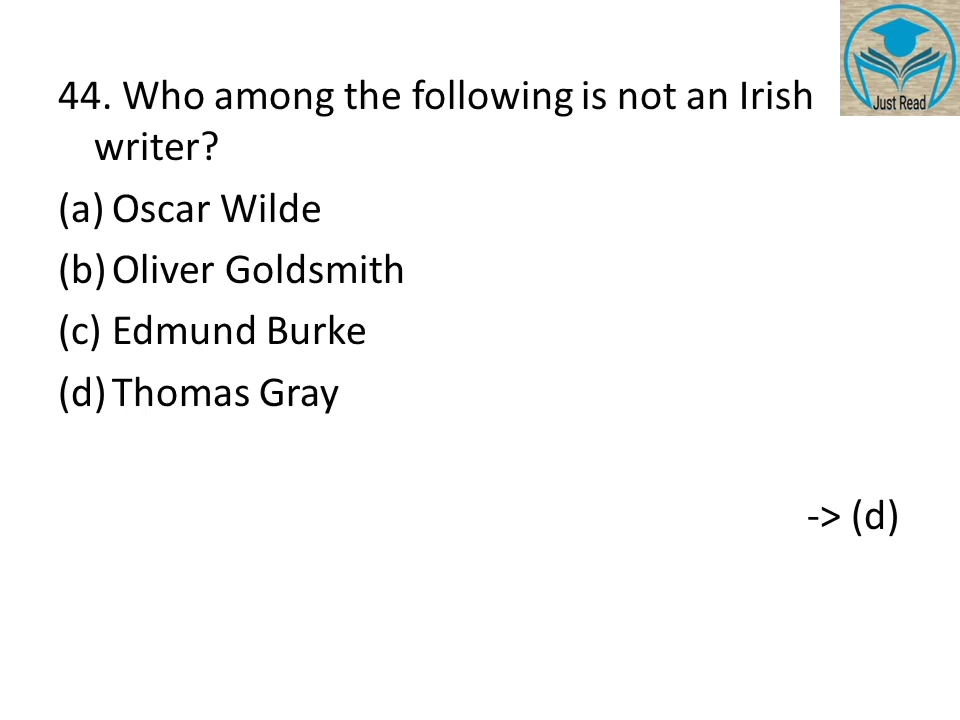 Just Read
44. Who among the following is not an Irish
writer?
(a) Oscar Wilde
(b) Oliver Goldsmith
(c) Edmund Burke
(d) Thomas Gray
-> (d)